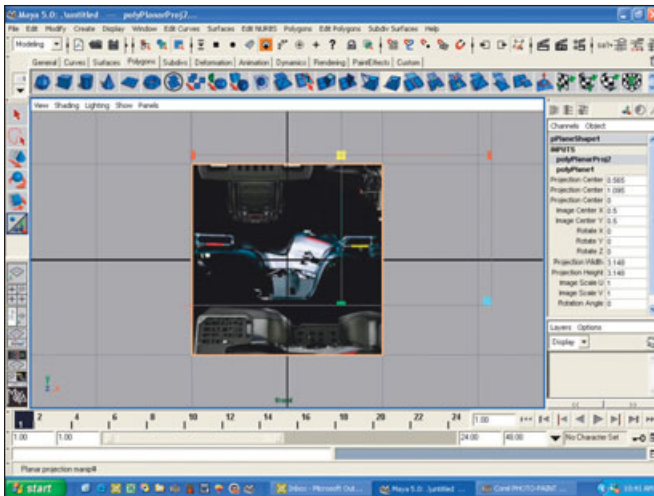 Maya 5.0: .\untitled --- polyPlanarProj2...
File Edit Modify Create Display Window Edit Curves Surfaces Edit NURBS Polygons Edit Polygons Subdiv Surfaces Help
Modeling
General Curves Surfaces Polygons Subdivs Deformation Animation Dynamics Rendering PaintEffects Custom
View Shading Lighting Show Panels
Channels Object
pPlaneShape1
INPUTS
polyPlanarProj2
polyPlane1
Projection Center 0.565
Projection Center 1.095
Projection Center 0
Image Center X 0.5
Image Center Y 0.5
Rotate X 0
Rotate Y 0
Rotate Z 0
Projection Width 3.148
Projection Height 3.148
Image Scale U 1
Image Scale V 1
Rotation Angle 0
Layers Options
Display
front
1 2 4 6 8 10 12 14 16 18 20 22 24 1.00
1.00 1.00 24.00 48.00 No Character Set
Planar projection manip
start Inbox - Microsoft Out... Maya 5.0: .\untitled ... Corel PHOTO-PAINT ... 10:41 AM